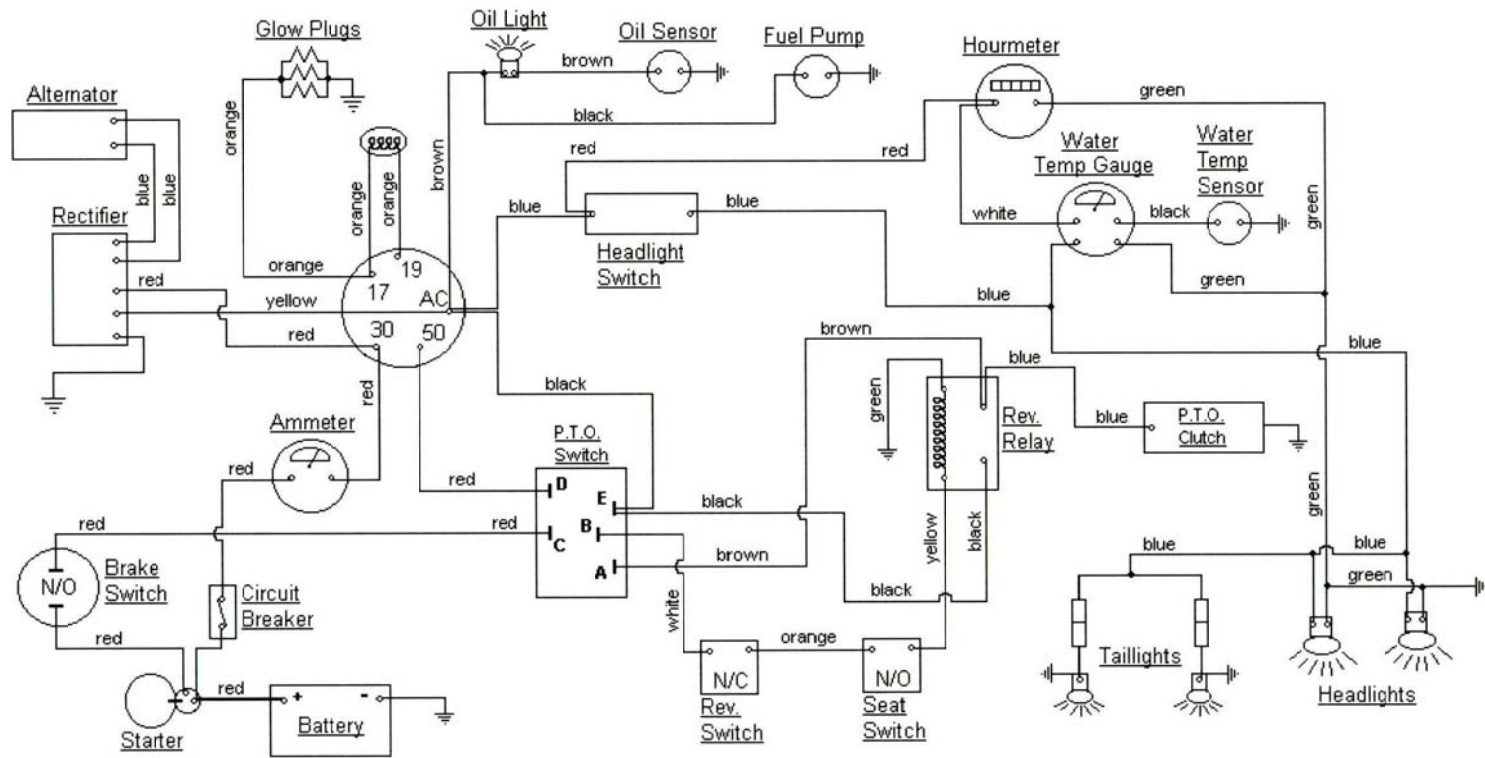 Oil Light
Glow Plugs
Oil Sensor
Fuel Pump
Hourmeter
brown
Alternator
green
orange
black
red
red
Water
Temp Gauge
Water
Temp
Sensor
brown
blue
blue
orange
orange
Rectifier
blue
blue
white
black
green
Headlight
Switch
orange
19
17
AC
red
yellow
30
50
red
green
blue
brown
blue
blue
red
black
green
Rev.
Relay
blue
P.T.O.
Clutch
Ammeter
P.T.O.
Switch
red
red
D
E
black
B
C
A
red
red
brown
yellow
black
green
blue
blue
N/O
Brake
Switch
Circuit
Breaker
black
green
white
red
orange
Taillights
N/C
N/O
Headlights
red
+
-
Battery
Starter
Rev.
Switch
Seat
Switch